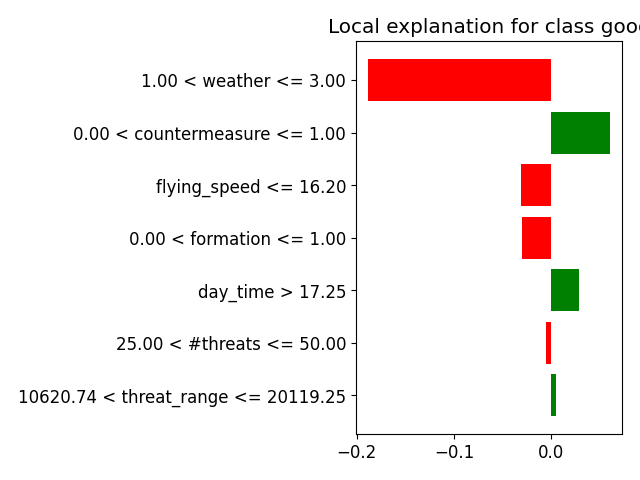 Local explanation for class good
1.00 < weather <= 3.00
0.00 < countermeasure <= 1.00
flying_speed <= 16.20
0.00 < formation <= 1.00
day_time > 17.25
25.00 < #threats <= 50.00
10620.74 < threat_range <= 20119.25
−0.2 −0.1 0.0